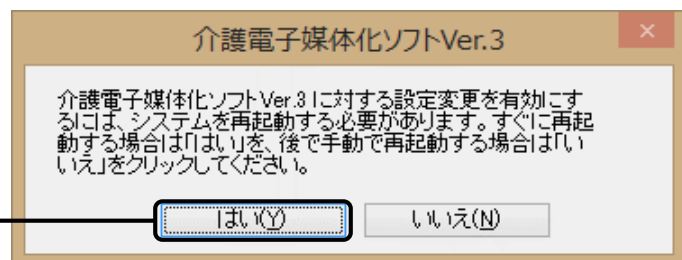 介護電子媒体化ソフトVer.3
介護電子媒体化ソフト Ver.3 に対する設定変更を有効にす
るには、システムを再起動する必要があります。すぐに再起
動する場合は「はい」を、後で手動で再起動する場合は「い
いえ」をクリックしてください。
はい(Y) いいえ(N)